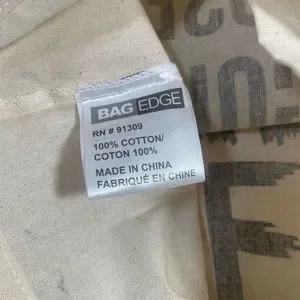 BAG EDGE
RN # 91309
100% COTTON/
COTON 100%
MADE IN CHINA
FABRIQUÉ EN CHINE